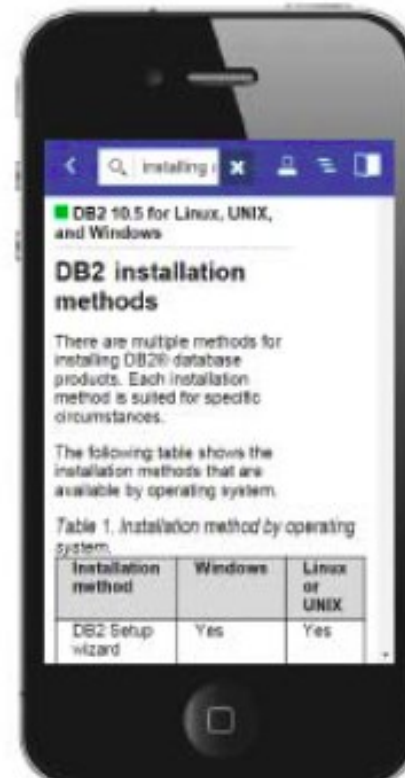 installing
DB2 10.5 for Linux, UNIX,
and Windows
DB2 installation
methods
There are multiple methods for
installing DB2® database
products. Each installation
method is suited for specific
circumstances.
The following table shows the
installation methods that are
available by operating system.
Table 1. Installation method by operating
system.
Installation method Windows Linux or UNIX
DB2 Setup wizard Yes Yes